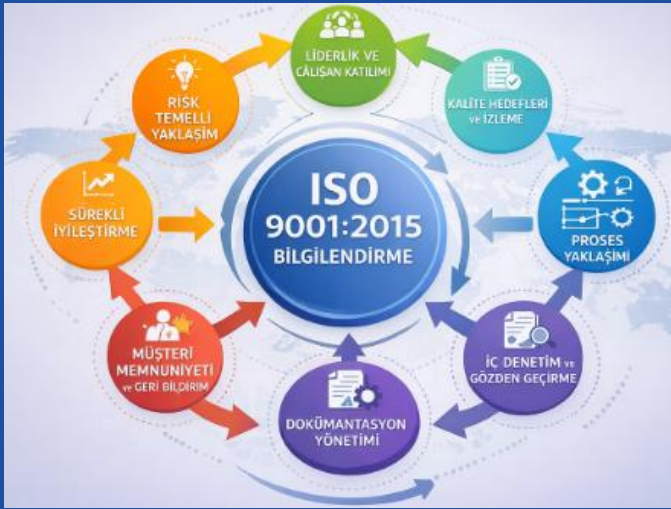 LİDERLİK VE
CÂLIŞAN KATILIMI
KALİTE HEDEFLERİ
ve İZLEME
PROSES
YAKLAŞIMI
İÇ DENETİM ve
GÖZDEN GEÇİRME
DOKÜMANTASYON
YÖNETİMİ
MÜŞTERİ
MEMNUNİYETİ
ve GERİ BİLDİRİM
SÜREKLİ
İYİLEŞTİRME
RİSK
TEMELLİ
YAKLAŞIM
ISO
9001:2015
BİLGİLENDİRME